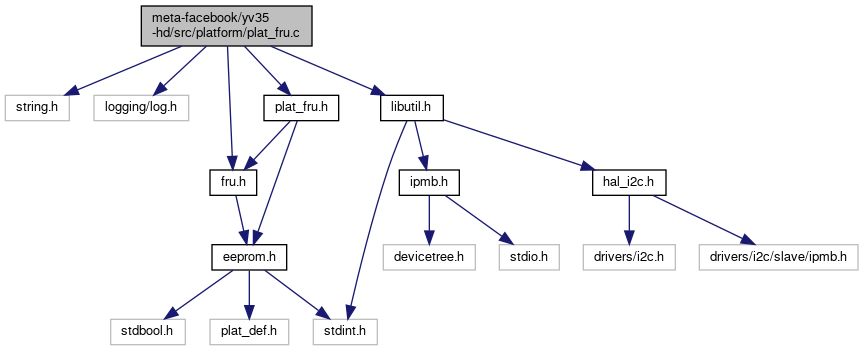 meta-facebook/yv35
-hd/src/platform/plat_fru.c
string.h
logging/log.h
plat_fru.h
libutil.h
fru.h
ipmb.h
hal_i2c.h
eeprom.h
devicetree.h
stdio.h
drivers/i2c.h
drivers/i2c/slave/ipmb.h
stdbool.h
plat_def.h
stdint.h